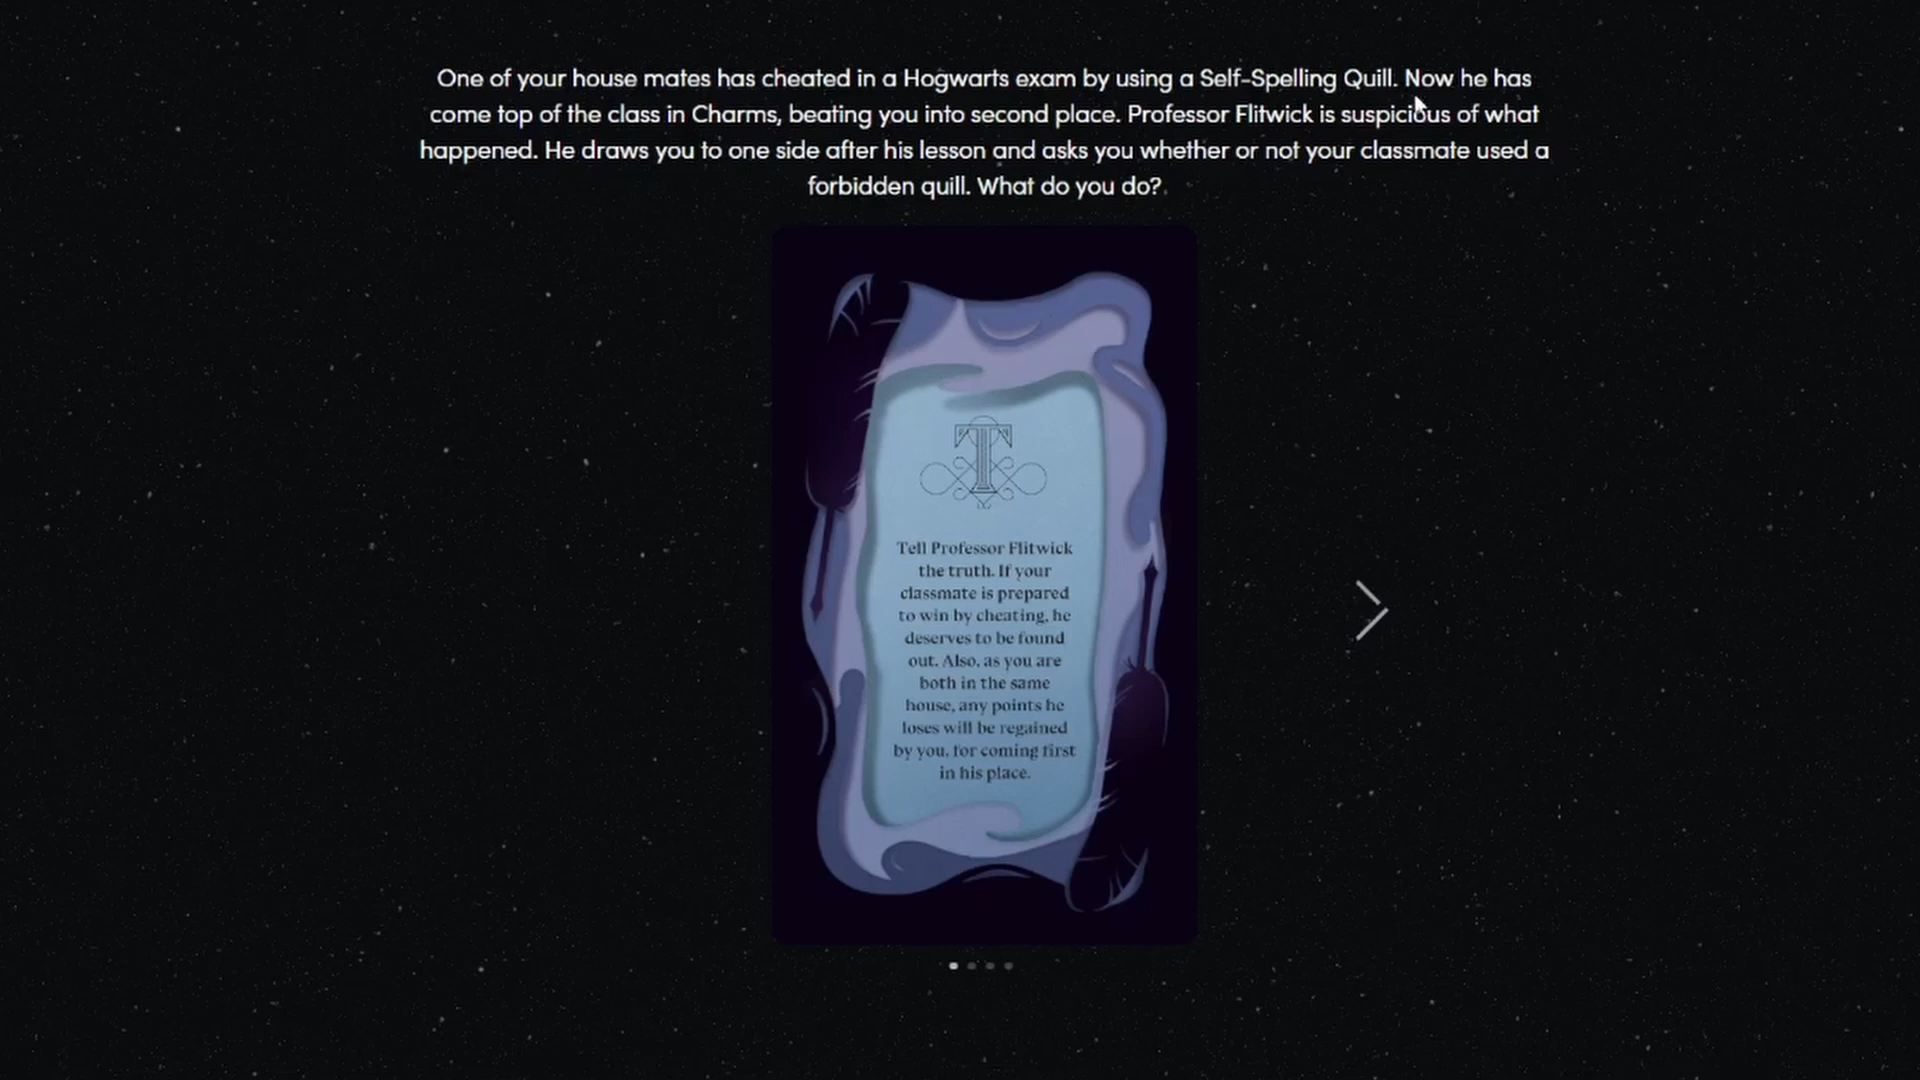 One of your house mates has cheated in a Hogwarts exam by using a Self-Spelling Quill. Now he has
come top of the class in Charms, beating you into second place. Professor Flitwick is suspicious of what
happened. He draws you to one side after his lesson and asks you whether or not your classmate used a
forbidden quill. What do you do?
T
Tell Professor Flitwick
the truth. If your
classmate is prepared
to win by cheating, he
deserves to be found
out. Also, as you are
both in the same
house, any points he
loses will be regained
by you, for coming first
in his place.